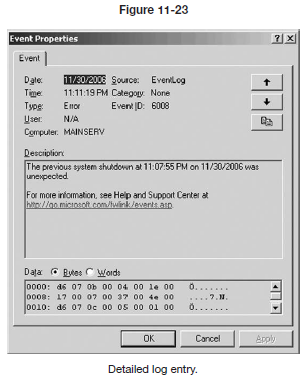 Figure 11-23
Event Properties
Event
Date: 11/30/2006 Source: EventLog
Time: 11:11:19 PM Category: None
Type: Error Event ID: 6008
User: N/A
Computer: MAINSERV
Description:
The previous system shutdown at 11:07:55 PM on 11/30/2006 was
unexpected.
For more information, see Help and Support Center at
http://go.microsoft.com/fwlink/events.asp.
Data: Bytes Words
0000: d6 07 0b 00 04 00 1e 00 Ö.......
0008: 17 00 07 00 37 00 4e 00 ....7.N.
0010: d6 07 0c 00 05 00 01 00 Ö.......
OK Cancel Apply
Detailed log entry.